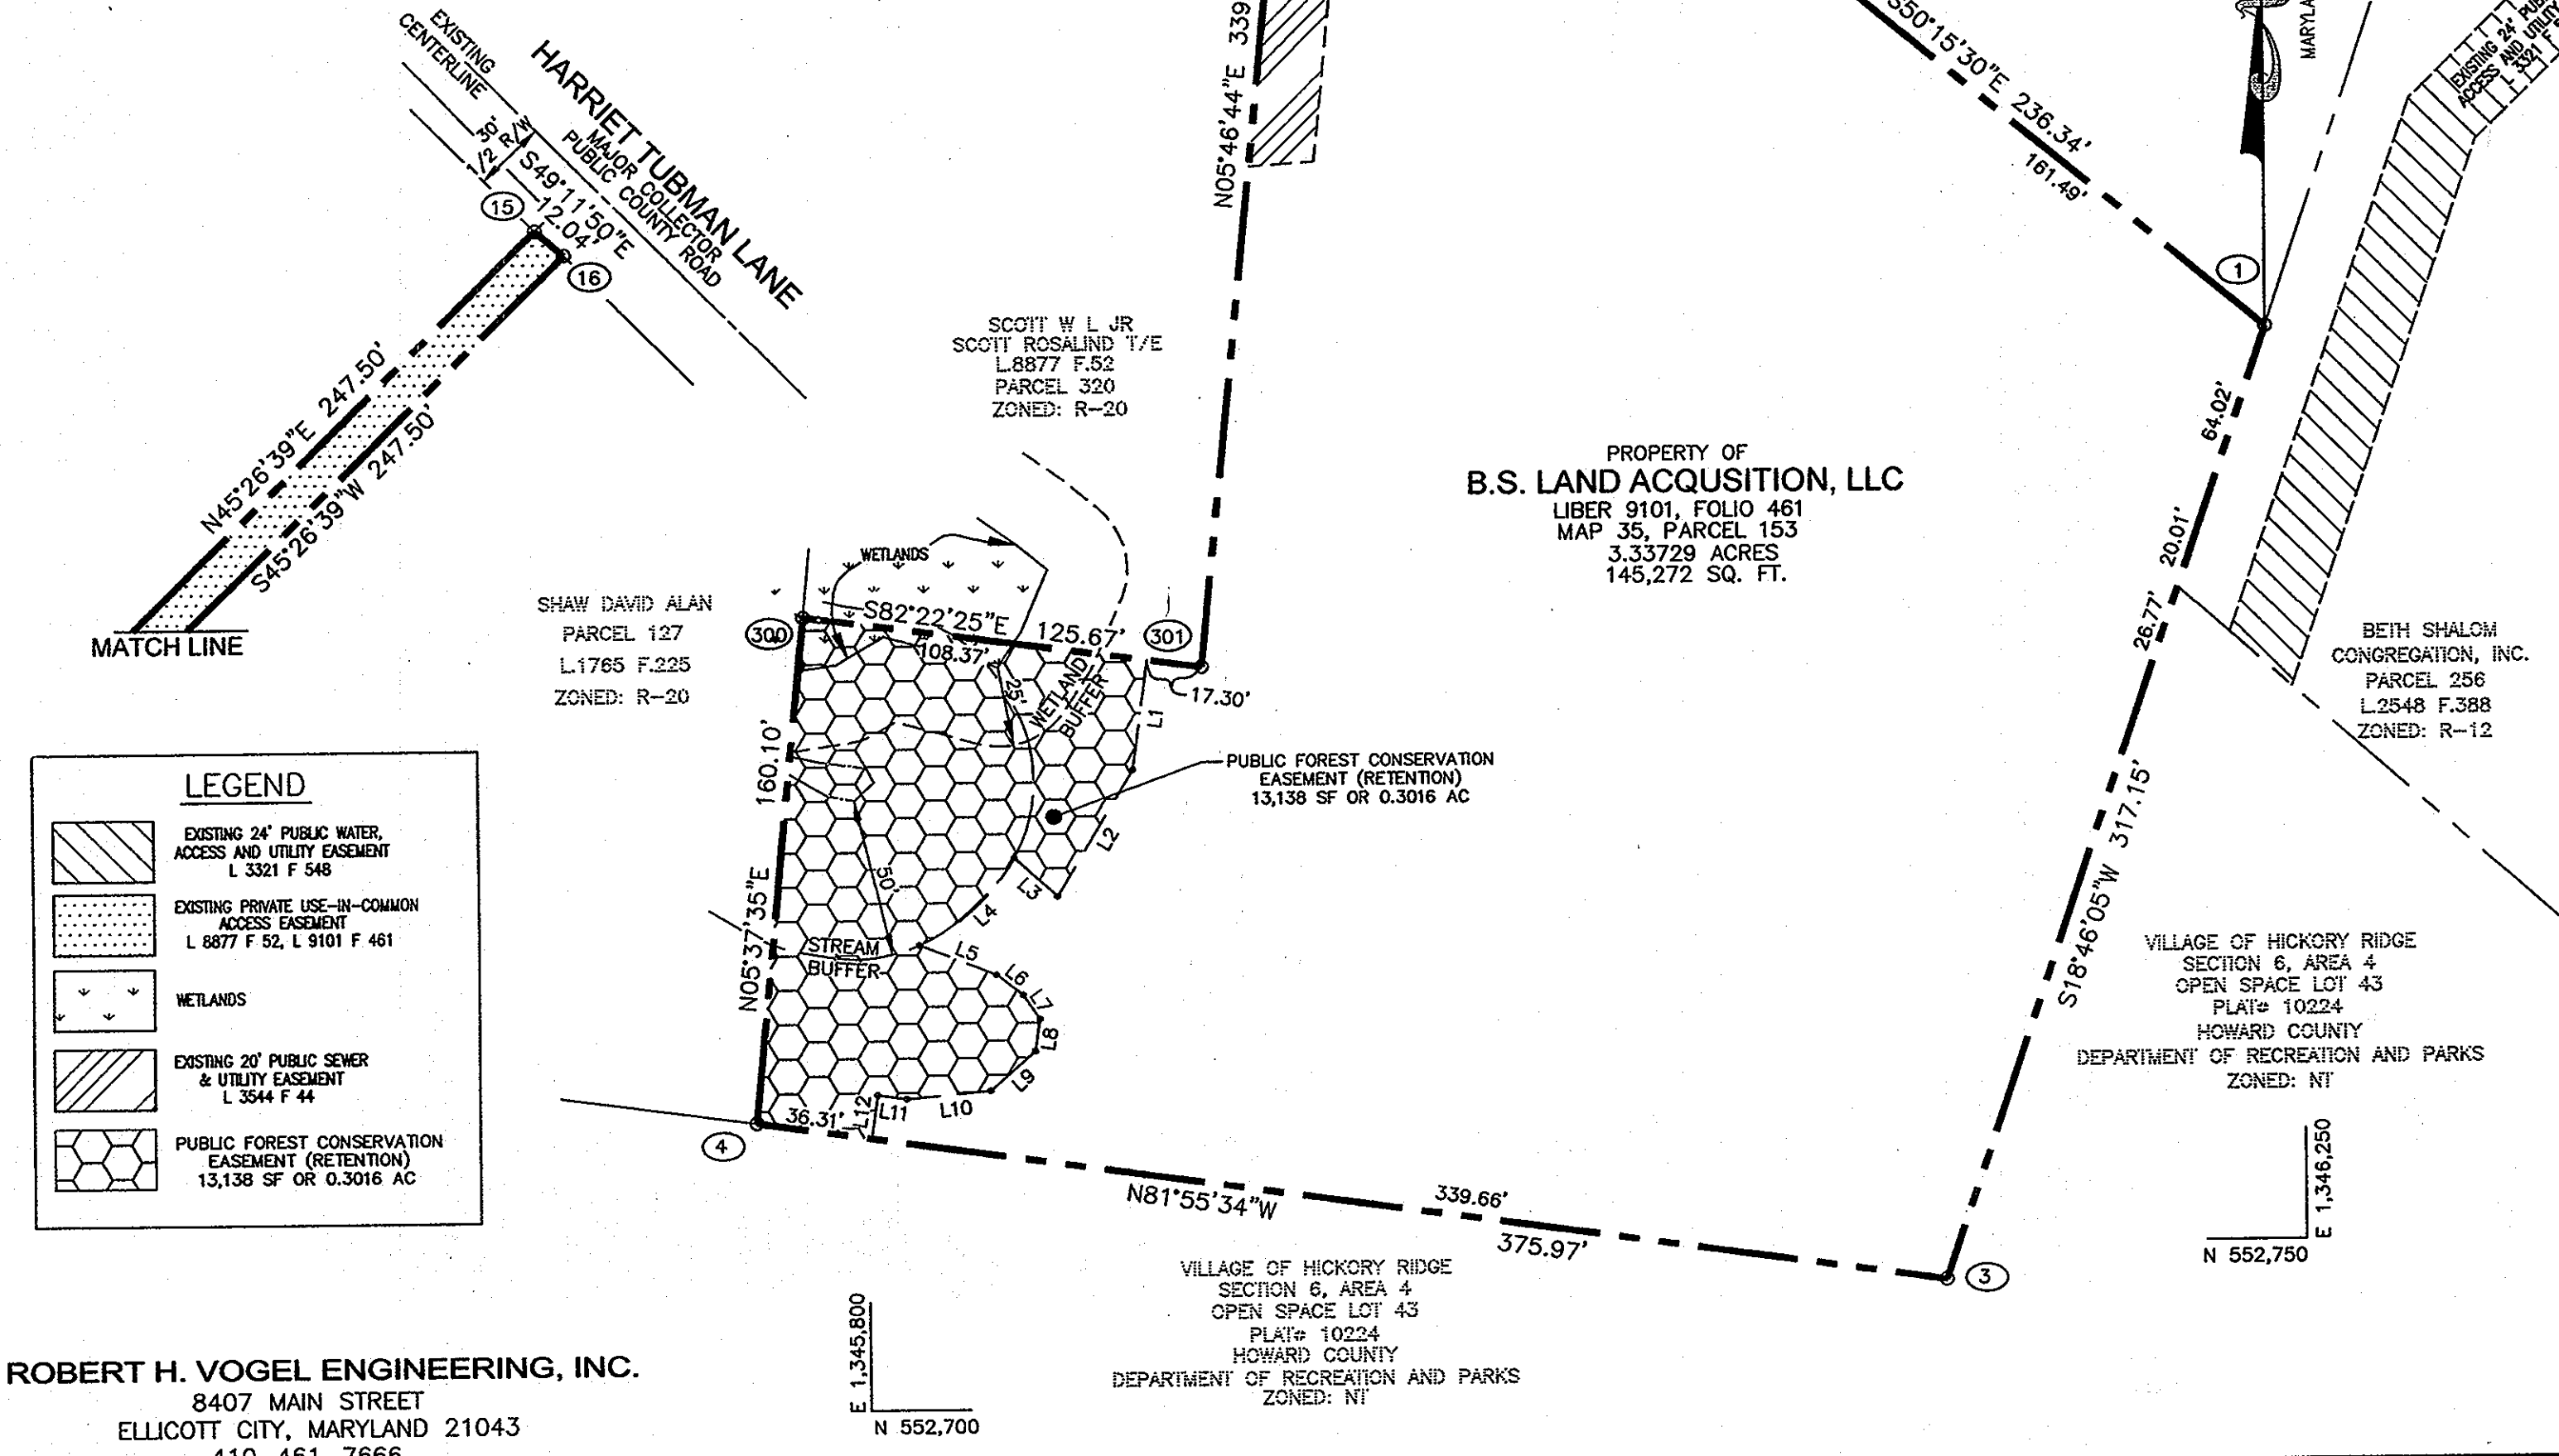 EXISTING
CENTERLINE
HARRIET TUBMAN LANE
MAJOR COLLECTOR
PUBLIC COUNTY ROAD
30'
1/2 R/W
S49°11'50"E
12.04'
15
16
N45°26'39"E 247.50'
S45°26'39"W 247.50'
MATCH LINE
N05°46'44"E 339
S50°15'30"E 236.34'
161.49'
1
EXISTING 24' PUB
ACCESS AND UTILITY
L 3321 F 5
SCOTT W L JR
SCOTT ROSALIND T/E
L.8877 F.52
PARCEL 320
ZONED: R-20
PROPERTY OF
B.S. LAND ACQUSITION, LLC
LIBER 9101, FOLIO 461
MAP 35, PARCEL 153
3.33729 ACRES
145,272 SQ. FT.
64.02'
20.01'
26.77'
S18°46'05"W 317.15'
SHAW DAVID ALAN
PARCEL 127
L.1765 F.225
ZONED: R-20
WETLANDS
300
S82°22'25"E 125.67'
108.37'
301
17.30'
25'
WETLAND
BUFFER
L1
L2
L3
L4
L5
L6
L7
L8
L9
L10
L11
L12
50'
STREAM
BUFFER
N05°37'35"E 160.10'
PUBLIC FOREST CONSERVATION
EASEMENT (RETENTION)
13,138 SF OR 0.3016 AC
36.31'
4
N81°55'34"W 375.97'
339.66'
3
BETH SHALOM
CONGREGATION, INC.
PARCEL 256
L.2548 F.388
ZONED: R-12
VILLAGE OF HICKORY RIDGE
SECTION 6, AREA 4
OPEN SPACE LOT 43
PLAT# 10224
HOWARD COUNTY
DEPARTMENT OF RECREATION AND PARKS
ZONED: NT
E 1,346,250
N 552,750
VILLAGE OF HICKORY RIDGE
SECTION 6, AREA 4
OPEN SPACE LOT 43
PLAT# 10224
HOWARD COUNTY
DEPARTMENT OF RECREATION AND PARKS
ZONED: NT
E 1,345,800
N 552,700
LEGEND
EXISTING 24' PUBLIC WATER,
ACCESS AND UTILITY EASEMENT
L 3321 F 548
EXISTING PRIVATE USE-IN-COMMON
ACCESS EASEMENT
L 8877 F 52, L 9101 F 461
WETLANDS
EXISTING 20' PUBLIC SEWER
& UTILITY EASEMENT
L 3544 F 44
PUBLIC FOREST CONSERVATION
EASEMENT (RETENTION)
13,138 SF OR 0.3016 AC
ROBERT H. VOGEL ENGINEERING, INC.
8407 MAIN STREET
ELLICOTT CITY, MARYLAND 21043
410 461 7666